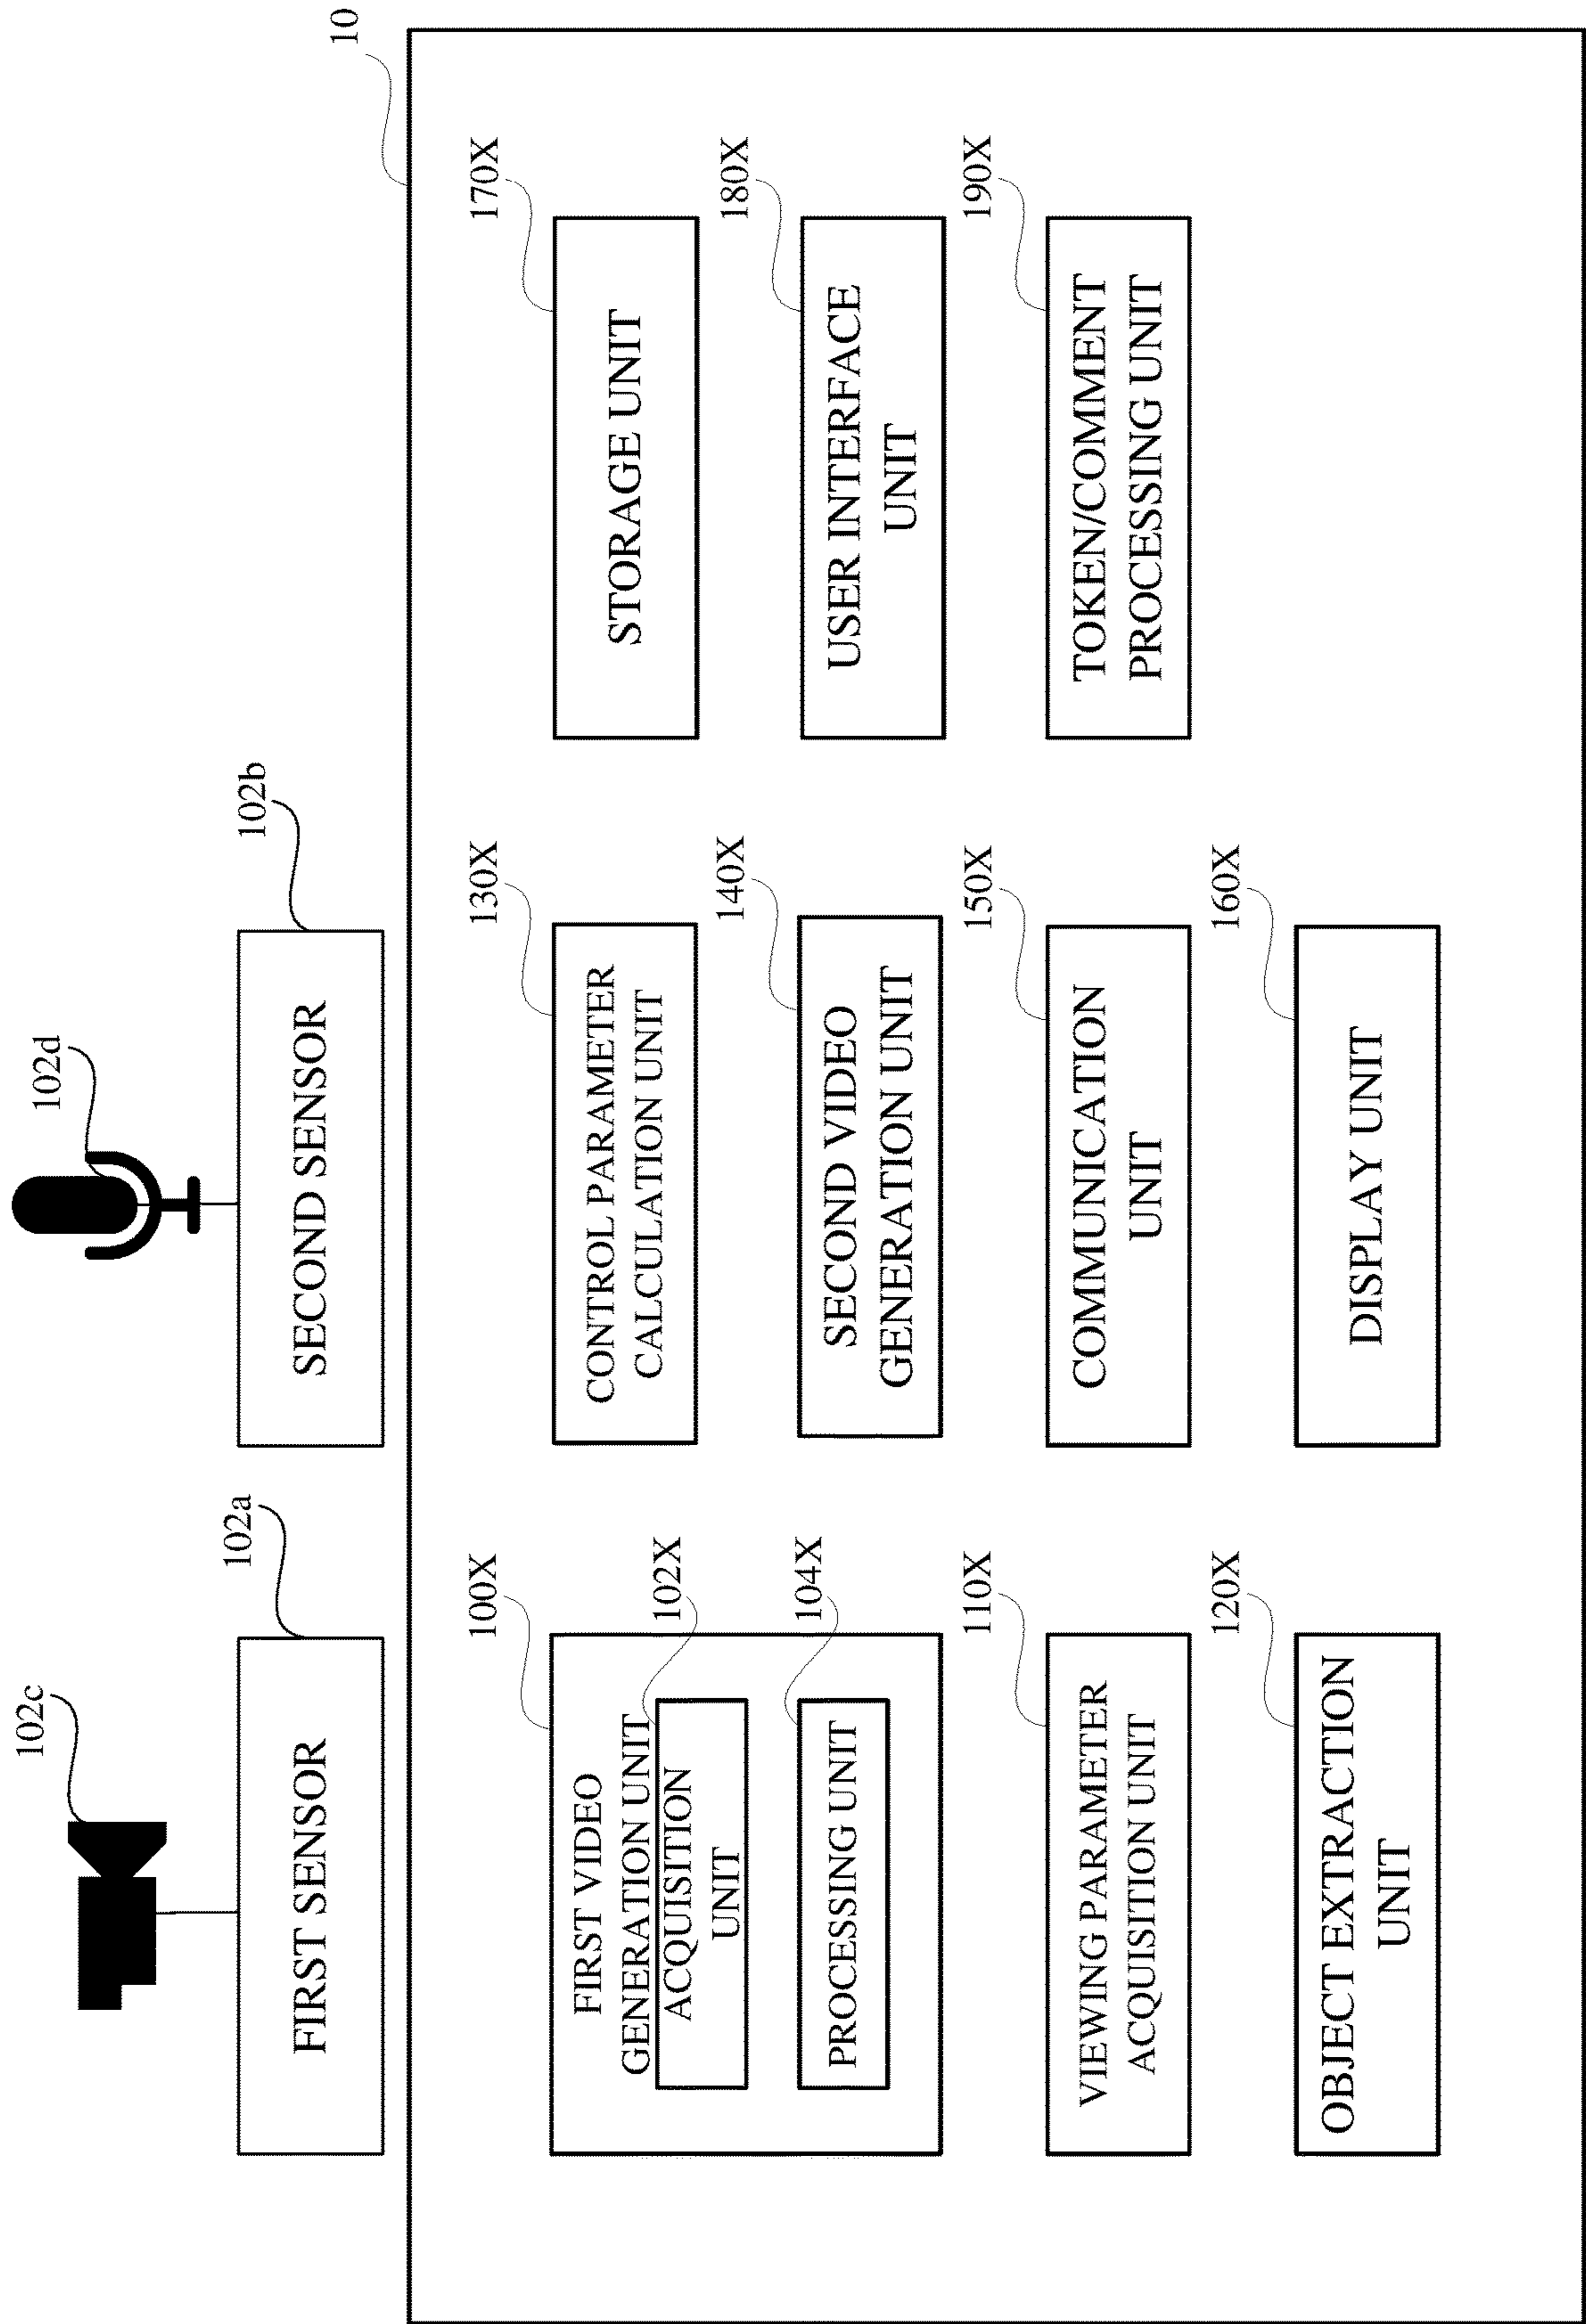 102c
102d
102a
102b
FIRST SENSOR
SECOND SENSOR
10
100X
FIRST VIDEO
GENERATION UNIT
102X
ACQUISITION
UNIT
104X
PROCESSING UNIT
110X
VIEWING PARAMETER
ACQUISITION UNIT
120X
OBJECT EXTRACTION
UNIT
130X
CONTROL PARAMETER
CALCULATION UNIT
140X
SECOND VIDEO
GENERATION UNIT
150X
COMMUNICATION
UNIT
160X
DISPLAY UNIT
170X
STORAGE UNIT
180X
USER INTERFACE
UNIT
190X
TOKEN/COMMENT
PROCESSING UNIT